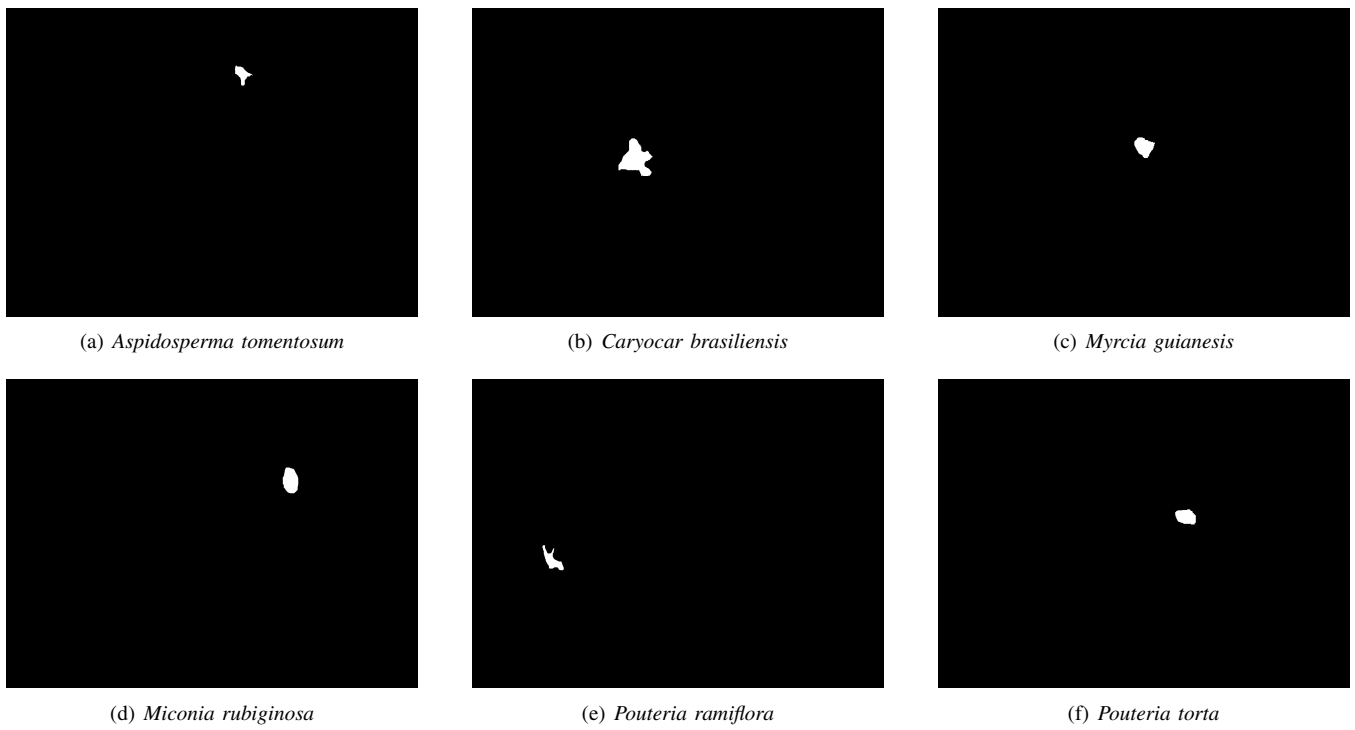 (a) Aspidosperma tomentosum
(b) Caryocar brasiliensis
(c) Myrcia guianesis
(d) Miconia rubiginosa
(e) Pouteria ramiflora
(f) Pouteria torta